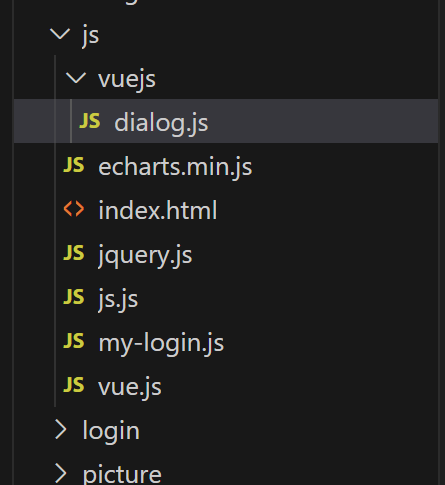 js
vuejs
JS dialog.js
JS echarts.min.js
<> index.html
JS jquery.js
JS js.js
JS my-login.js
JS vue.js
login
picture